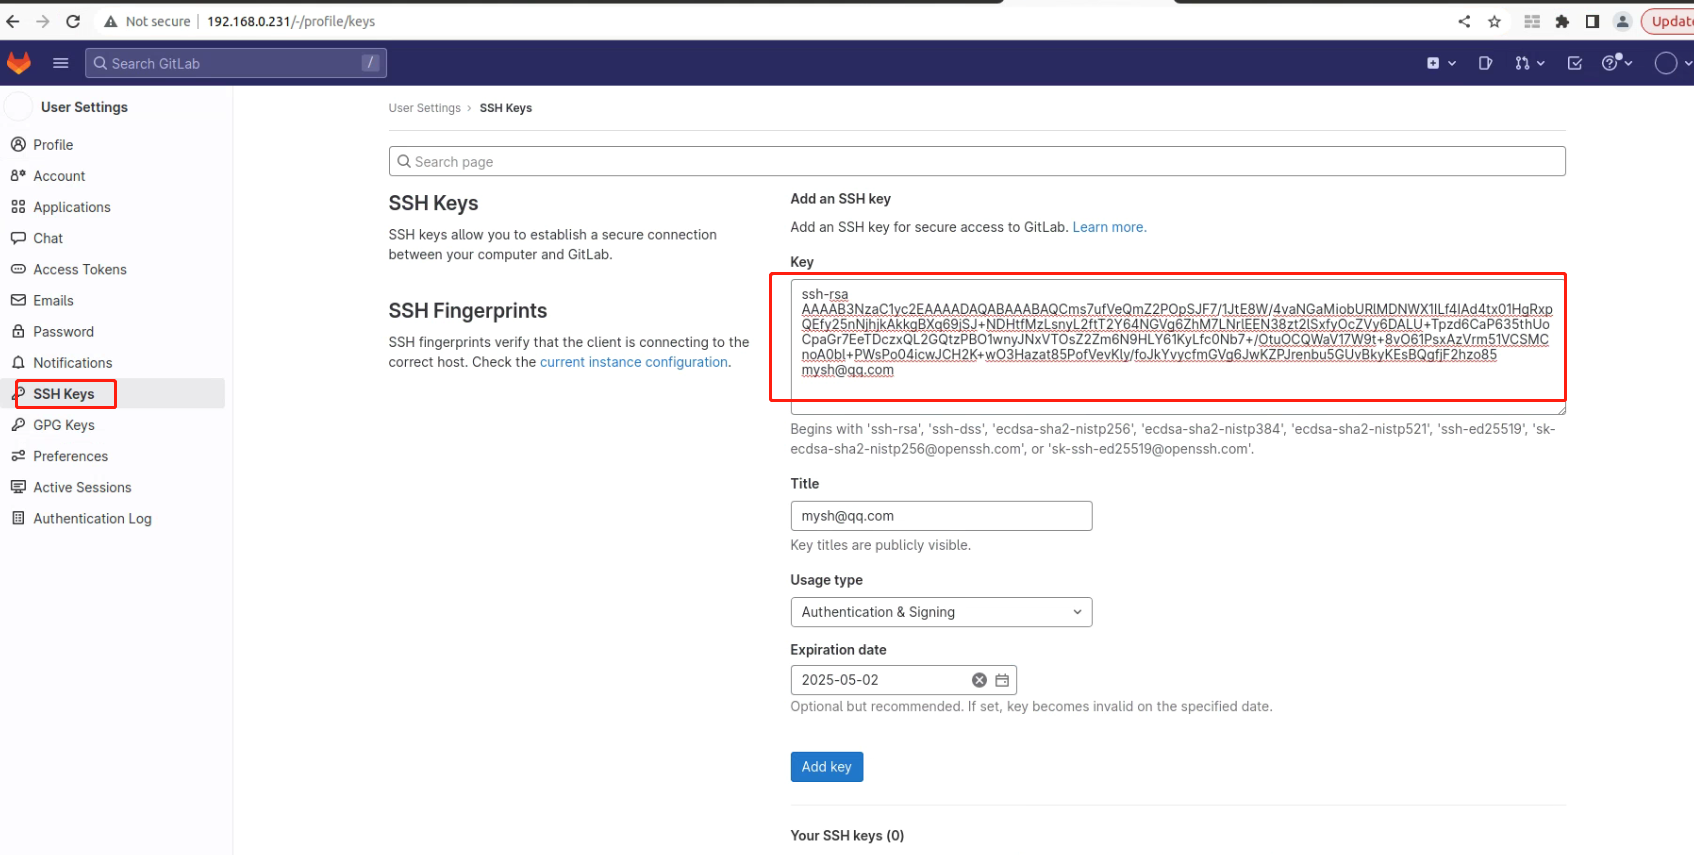 Not secure | 192.168.0.231/-/profile/keys
Update
Search GitLab /
User Settings
Profile
Account
Applications
Chat
Access Tokens
Emails
Password
Notifications
SSH Keys
GPG Keys
Preferences
Active Sessions
Authentication Log
User Settings › SSH Keys
Search page
SSH Keys
SSH keys allow you to establish a secure connection
between your computer and GitLab.
SSH Fingerprints
SSH fingerprints verify that the client is connecting to the
correct host. Check the current instance configuration.
Add an SSH key
Add an SSH key for secure access to GitLab. Learn more.
Key
ssh-rsa
AAAAB3NzaC1yc2EAAAADAQABAAABAQCms7ufVeQmZ2POpSJF7/1JtE8W/4vaNGaMiobURlMDNWX1lLf4lAd4tx01HgRxp
QEfy25nNjhjkAkkgBXq69jSJ+NDHtfMzLsnyL2ftT2Y64NGVg6ZhM7LNrlEEN38zt2lSxfyOcZVy6DALU+Tpzd6CaP635thUo
CpaGr7EeTDczxQL2GQtzPBO1wnyJNxVTOsZ2Zm6N9HLY61KyLfc0Nb7+/OtuOCQWaV17W9t+8vO61PsxAzVrm51VCSMC
noA0bl+PWsPo04icwJCH2K+wO3Hazat85PofVevKly/foJkYvycfmGVg6JwKZPJrenbu5GUvBkyKEsBQgfjF2hzo85
mysh@qq.com
Begins with 'ssh-rsa', 'ssh-dss', 'ecdsa-sha2-nistp256', 'ecdsa-sha2-nistp384', 'ecdsa-sha2-nistp521', 'ssh-ed25519', 'sk-
ecdsa-sha2-nistp256@openssh.com', or 'sk-ssh-ed25519@openssh.com'.
Title
mysh@qq.com
Key titles are publicly visible.
Usage type
Authentication & Signing
Expiration date
2025-05-02
Optional but recommended. If set, key becomes invalid on the specified date.
Add key
Your SSH keys (0)